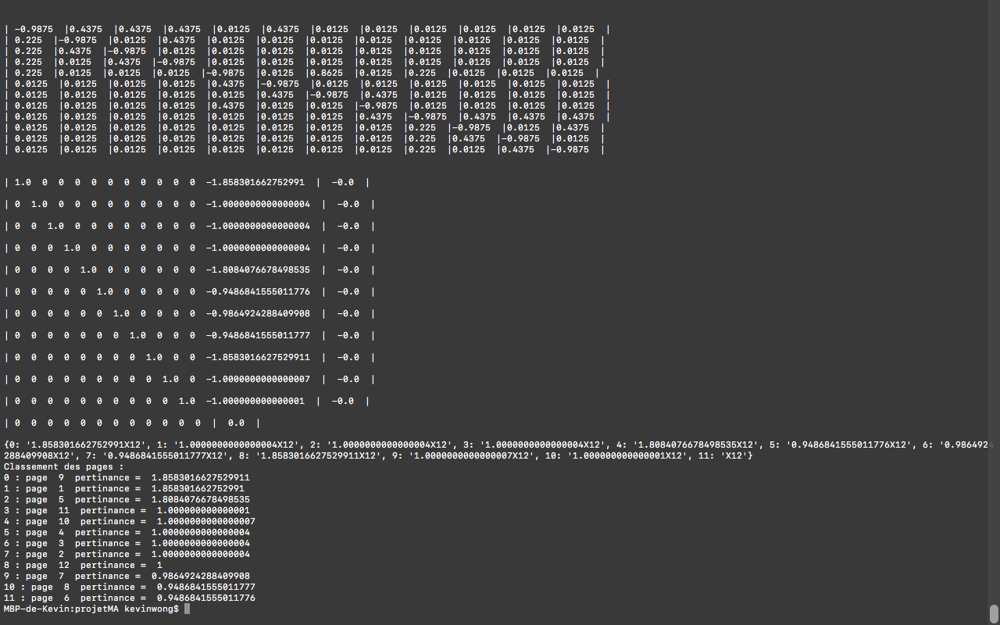 | -0.9875 |0.4375 |0.4375 |0.4375 |0.0125 |0.4375 |0.0125 |0.0125 |0.0125 |0.0125 |0.0125 |0.0125 |
| 0.225 |-0.9875 |0.0125 |0.4375 |0.0125 |0.0125 |0.0125 |0.0125 |0.0125 |0.0125 |0.0125 |0.0125 |
| 0.225 |0.4375 |-0.9875 |0.0125 |0.0125 |0.0125 |0.0125 |0.0125 |0.0125 |0.0125 |0.0125 |0.0125 |
| 0.225 |0.0125 |0.4375 |-0.9875 |0.0125 |0.0125 |0.0125 |0.0125 |0.0125 |0.0125 |0.0125 |0.0125 |
| 0.225 |0.0125 |0.0125 |0.0125 |-0.9875 |0.0125 |0.8625 |0.0125 |0.225 |0.0125 |0.0125 |0.0125 |
| 0.0125 |0.0125 |0.0125 |0.0125 |0.4375 |-0.9875 |0.0125 |0.0125 |0.0125 |0.0125 |0.0125 |0.0125 |
| 0.0125 |0.0125 |0.0125 |0.0125 |0.0125 |0.4375 |-0.9875 |0.4375 |0.0125 |0.0125 |0.0125 |0.0125 |
| 0.0125 |0.0125 |0.0125 |0.0125 |0.4375 |0.0125 |0.0125 |-0.9875 |0.0125 |0.0125 |0.0125 |0.0125 |
| 0.0125 |0.0125 |0.0125 |0.0125 |0.0125 |0.0125 |0.0125 |0.4375 |-0.9875 |0.4375 |0.4375 |0.4375 |
| 0.0125 |0.0125 |0.0125 |0.0125 |0.0125 |0.0125 |0.0125 |0.0125 |0.225 |-0.9875 |0.0125 |0.4375 |
| 0.0125 |0.0125 |0.0125 |0.0125 |0.0125 |0.0125 |0.0125 |0.0125 |0.225 |0.4375 |-0.9875 |0.0125 |
| 0.0125 |0.0125 |0.0125 |0.0125 |0.0125 |0.0125 |0.0125 |0.0125 |0.225 |0.0125 |0.4375 |-0.9875 |
| 1.0 0 0 0 0 0 0 0 0 0 0 -1.858301662752991 | -0.0 |
| 0 1.0 0 0 0 0 0 0 0 0 0 -1.0000000000000004 | -0.0 |
| 0 0 1.0 0 0 0 0 0 0 0 0 -1.0000000000000004 | -0.0 |
| 0 0 0 1.0 0 0 0 0 0 0 0 -1.0000000000000004 | -0.0 |
| 0 0 0 0 1.0 0 0 0 0 0 0 -1.8084076678498535 | -0.0 |
| 0 0 0 0 0 1.0 0 0 0 0 0 -0.9486841555011776 | -0.0 |
| 0 0 0 0 0 0 1.0 0 0 0 0 -0.9864924288409908 | -0.0 |
| 0 0 0 0 0 0 0 1.0 0 0 0 -0.9486841555011777 | -0.0 |
| 0 0 0 0 0 0 0 0 1.0 0 0 -1.8583016627529911 | -0.0 |
| 0 0 0 0 0 0 0 0 0 1.0 0 -1.0000000000000007 | -0.0 |
| 0 0 0 0 0 0 0 0 0 0 1.0 -1.000000000000001 | -0.0 |
| 0 0 0 0 0 0 0 0 0 0 0 0 | 0.0 |
{0: '1.858301662752991X12', 1: '1.0000000000000004X12', 2: '1.0000000000000004X12', 3: '1.0000000000000004X12', 4: '1.8084076678498535X12', 5: '0.9486841555011776X12', 6: '0.9864924
288409908X12', 7: '0.9486841555011777X12', 8: '1.8583016627529911X12', 9: '1.0000000000000007X12', 10: '1.000000000000001X12', 11: 'X12'}
Classement des pages :
0 : page 9 pertinance = 1.8583016627529911
1 : page 1 pertinance = 1.858301662752991
2 : page 5 pertinance = 1.8084076678498535
3 : page 11 pertinance = 1.000000000000001
4 : page 10 pertinance = 1.0000000000000007
5 : page 4 pertinance = 1.0000000000000004
6 : page 3 pertinance = 1.0000000000000004
7 : page 2 pertinance = 1.0000000000000004
8 : page 12 pertinance = 1
9 : page 7 pertinance = 0.9864924288409908
10 : page 8 pertinance = 0.9486841555011777
11 : page 6 pertinance = 0.9486841555011776
MBP-de-Kevin:projetMA kevinwong$